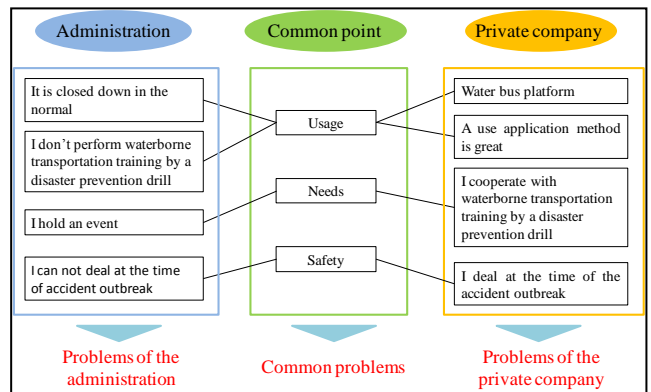 Administration
Common point
Private company
It is closed down in the
normal
I don't perform waterborne
transportation training by a
disaster prevention drill
I hold an event
I can not deal at the time
of accident outbreak
Usage
Needs
Safety
Water bus platform
A use application method
is great
I cooperate with
waterborne transportation
training by a disaster
prevention drill
I deal at the time of the
accident outbreak
Problems of the
administration
Common problems
Problems of the
private company